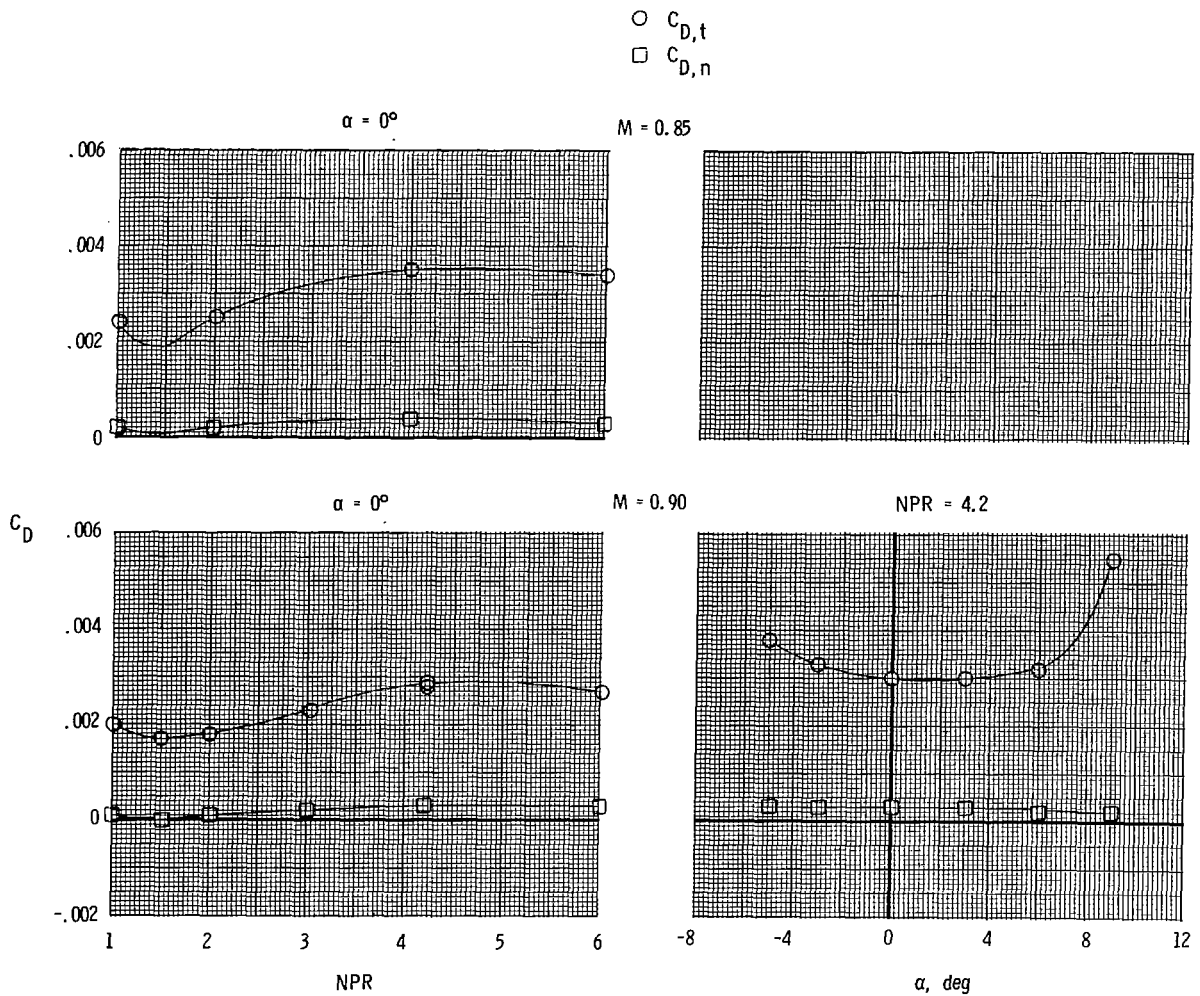 ○ C_D,t
□ C_D,n
α = 0° M = 0.85
.006
.004
.002
0
α = 0° M = 0.90 NPR = 4.2
C_D
.006
.004
.002
0
-.002
1 2 3 4 5 6
NPR
-8 -4 0 4 8 12
α, deg